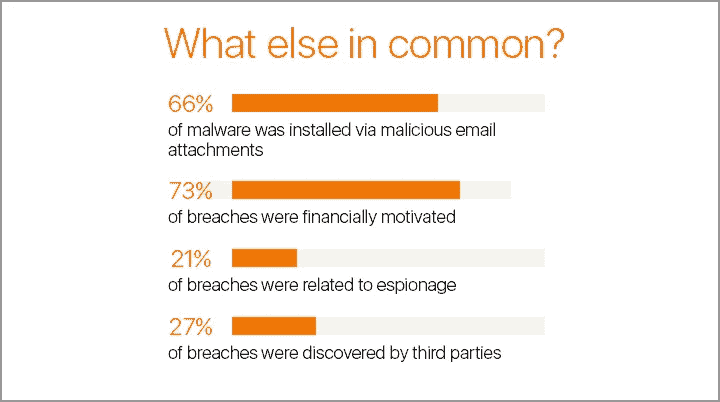 What else in common?
66%
of malware was installed via malicious email
attachments
73%
of breaches were financially motivated
21%
of breaches were related to espionage
27%
of breaches were discovered by third parties